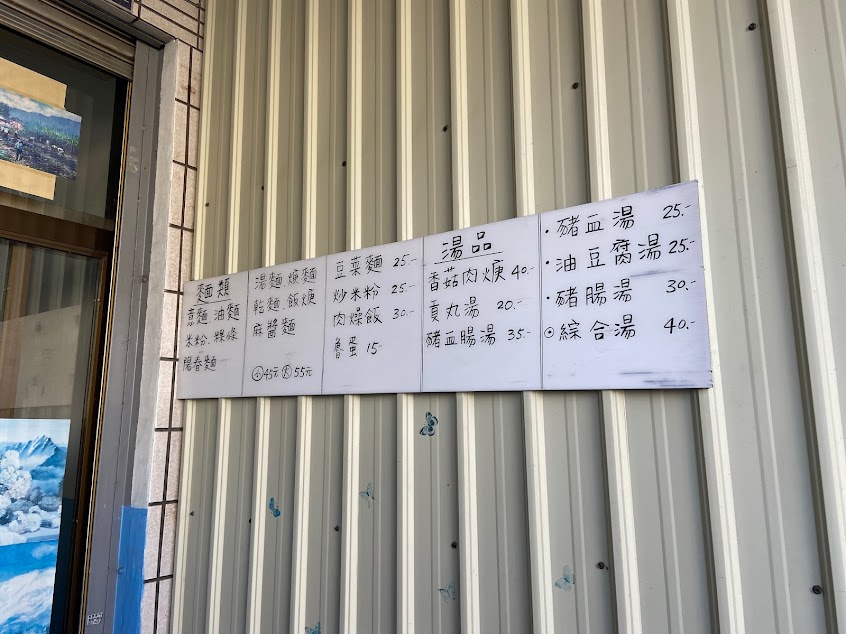 麵類
意麵 油麵
米粉. 粿條
陽春麵
湯麵 焿麵
乾麵. 飯焿
麻醬麵
小45元 大55元
豆菜麵 25.-
炒米粉 25.-
肉燥飯 30.-
魯蛋 15-
湯品
香菇肉焿 40.-
貢丸湯 20.-
豬血腸湯 35.-
·豬血湯 25.-
·油豆腐湯 25.-
·豬腸湯 30.-
⊙綜合湯 40.-